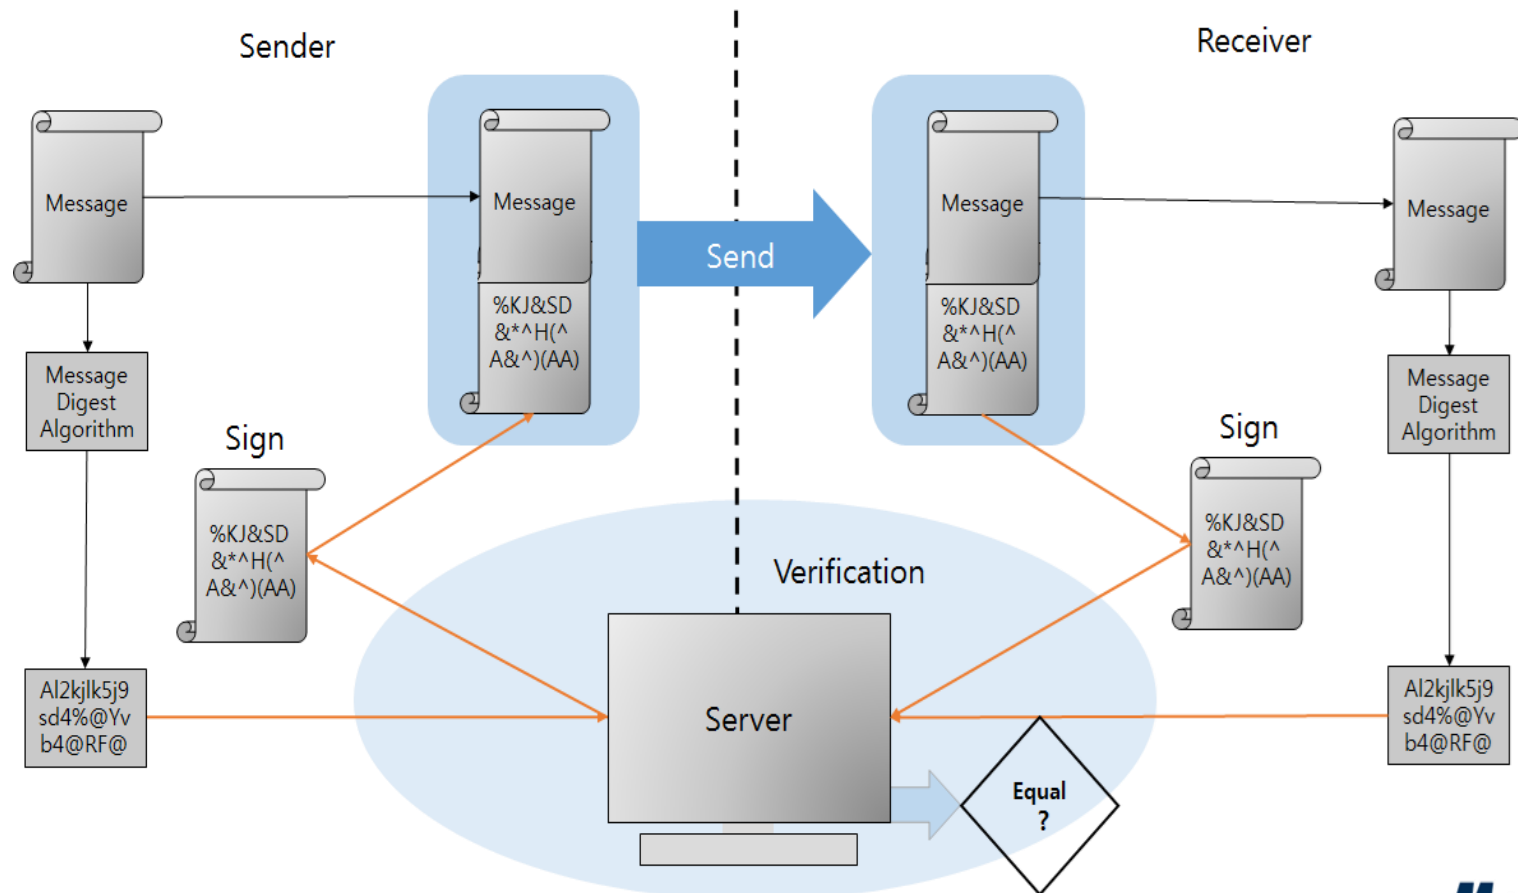 Sender
Receiver
Message
Message
Message
Message
Send
%KJ&SD
&*^H(^
A&^)(AA)
%KJ&SD
&*^H(^
A&^)(AA)
Message
Digest
Algorithm
Message
Digest
Algorithm
Sign
Sign
%KJ&SD
&*^H(^
A&^)(AA)
%KJ&SD
&*^H(^
A&^)(AA)
Verification
Al2kjlk5j9
sd4%@Yv
b4@RF@
Server
Al2kjlk5j9
sd4%@Yv
b4@RF@
Equal
?